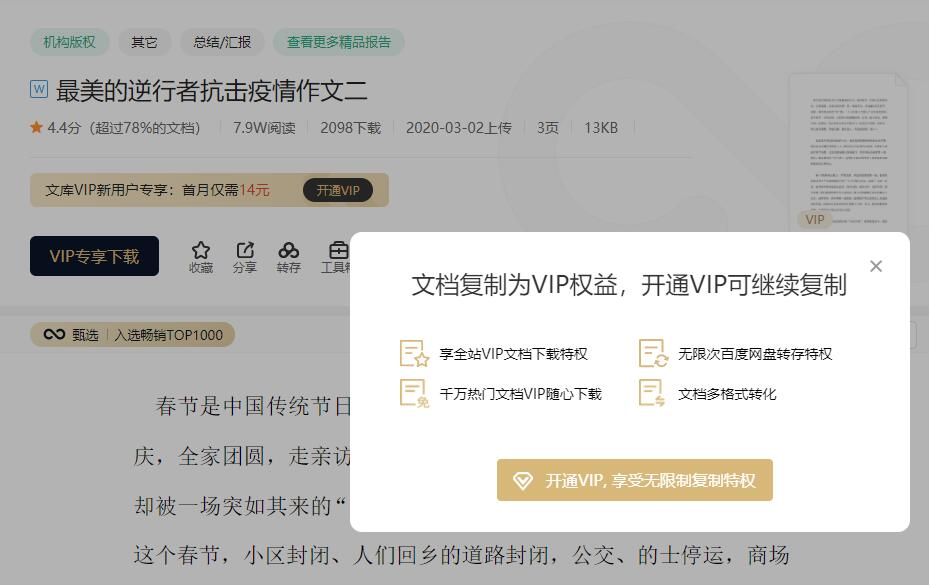 机构版权 其它 总结/汇报 查看更多精品报告
W 最美的逆行者抗击疫情作文二
4.4分（超过78%的文档） 7.9W阅读 2098下载 2020-03-02上传 3页 13KB
文库VIP新用户专享：首月仅需14元 开通VIP
VIP
VIP专享下载 收藏 分享 转存 工具
文档复制为VIP权益，开通VIP可继续复制
甄选 入选畅销TOP1000
享全站VIP文档下载特权 无限次百度网盘转存特权
千万热门文档VIP随心下载 文档多格式转化
免
开通VIP, 享受无限制复制特权
春节是中国传统节日
庆，全家团圆，走亲访
却被一场突如其来的“
这个春节，小区封闭、人们回乡的道路封闭，公交、的士停运，商场